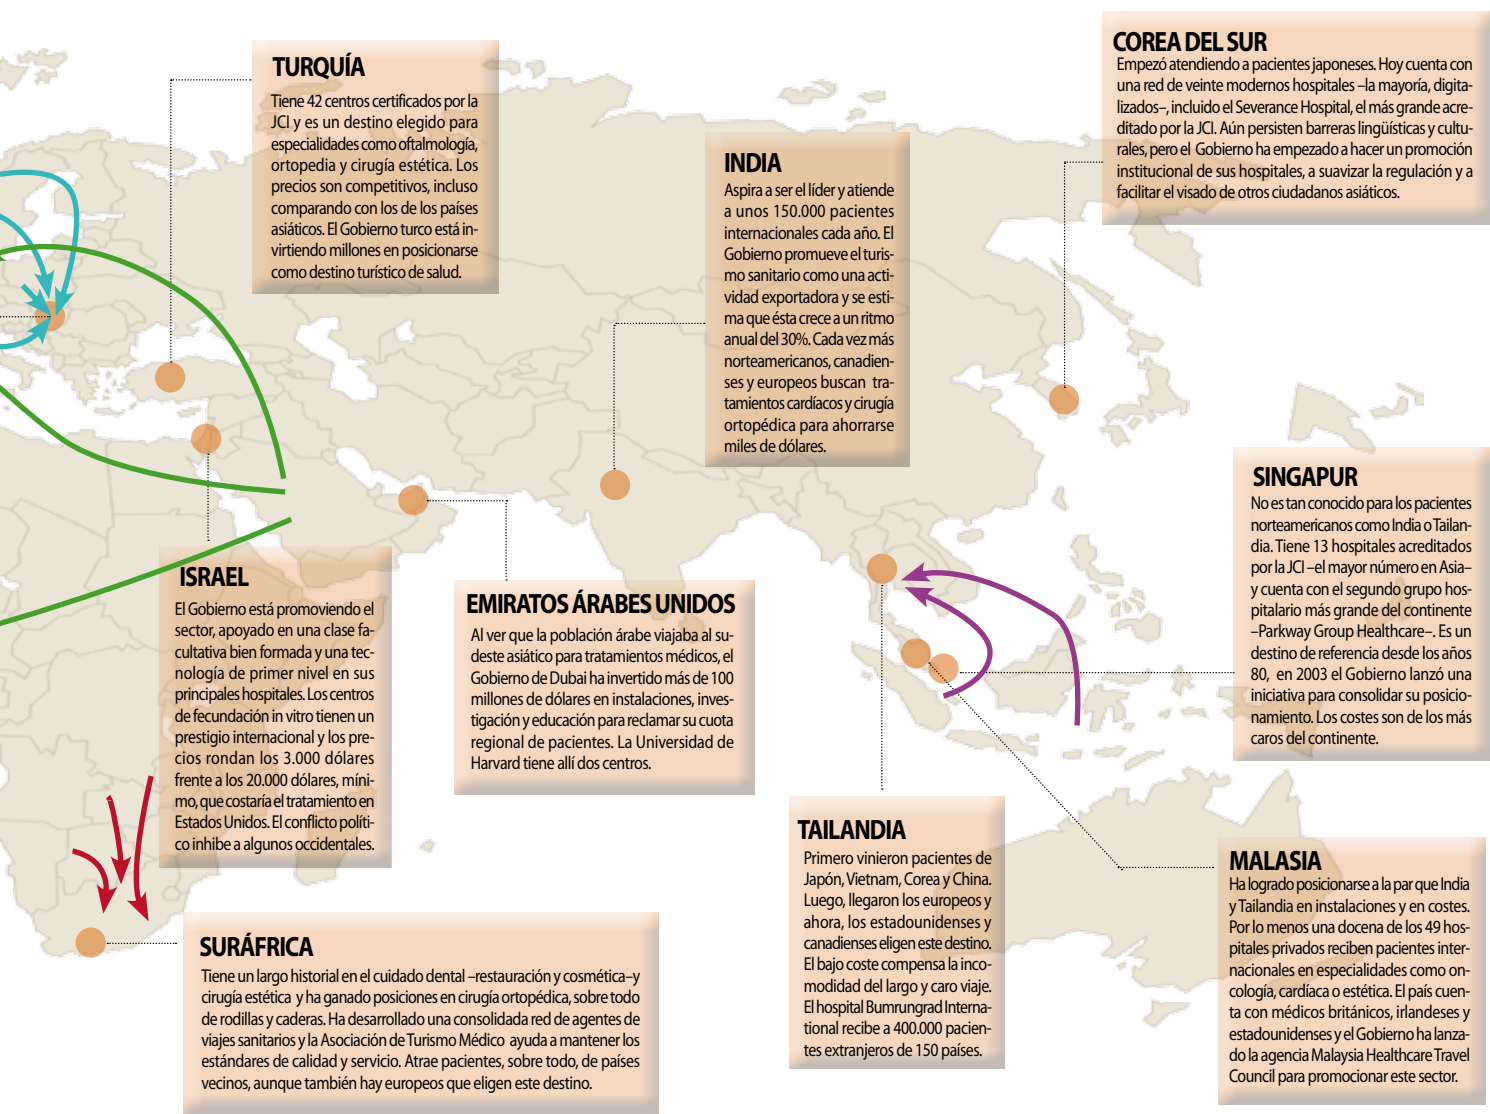 TURQUÍA
Tiene 42 centros certificados por la
JCI y es un destino elegido para
especialidades como oftalmología,
ortopedia y cirugía estética. Los
precios son competitivos, incluso
comparando con los de los países
asiáticos. El Gobierno turco está in-
virtiendo millones en posicionarse
como destino turístico de salud.
INDIA
Aspira a ser el líder y atiende
a unos 150.000 pacientes
internacionales cada año. El
Gobierno promueve el turis-
mo sanitario como una acti-
vidad exportadora y se esti-
ma que ésta crece a un ritmo
anual del 30%. Cada vez más
norteamericanos, canadien-
ses y europeos buscan tra-
tamientos cardíacos y cirugía
ortopédica para ahorrarse
miles de dólares.
COREA DEL SUR
Empezó atendiendo a pacientes japoneses. Hoy cuenta con
una red de veinte modernos hospitales –la mayoría, digita-
lizados–, incluido el Severance Hospital, el más grande acre-
ditado por la JCI. Aún persisten barreras lingüísticas y cultu-
rales, pero el Gobierno ha empezado a hacer un promoción
institucional de sus hospitales, a suavizar la regulación y a
facilitar el visado de otros ciudadanos asiáticos.
SINGAPUR
No es tan conocido para los pacientes
norteamericanos como India o Tailan-
dia. Tiene 13 hospitales acreditados
por la JCI –el mayor número en Asia–
y cuenta con el segundo grupo hos-
pitalario más grande del continente
–Parkway Group Healthcare–. Es un
destino de referencia desde los años
80, en 2003 el Gobierno lanzó una
iniciativa para consolidar su posicio-
namiento. Los costes son de los más
caros del continente.
ISRAEL
El Gobierno está promoviendo el
sector, apoyado en una clase fa-
cultativa bien formada y una tec-
nología de primer nivel en sus
principales hospitales. Los centros
de fecundación in vitro tienen un
prestigio internacional y los pre-
cios rondan los 3.000 dólares
frente a los 20.000 dólares, míni-
mo, que costaría el tratamiento en
Estados Unidos. El conflicto políti-
co inhibe a algunos occidentales.
EMIRATOS ÁRABES UNIDOS
Al ver que la población árabe viajaba al su-
deste asiático para tratamientos médicos, el
Gobierno de Dubai ha invertido más de 100
millones de dólares en instalaciones, inves-
tigación y educación para reclamar su cuota
regional de pacientes. La Universidad de
Harvard tiene allí dos centros.
TAILANDIA
Primero vinieron pacientes de
Japón, Vietnam, Corea y China.
Luego, llegaron los europeos y
ahora, los estadounidenses y
canadienses eligen este destino.
El bajo coste compensa la inco-
modidad del largo y caro viaje.
El hospital Bumrungrad Interna-
tional recibe a 400.000 pacien-
tes extranjeros de 150 países.
MALASIA
Ha logrado posicionarse a la par que India
y Tailandia en instalaciones y en costes.
Por lo menos una docena de los 49 hos-
pitales privados reciben pacientes inter-
nacionales en especialidades como on-
cología, cardíaca o estética. El país cuen-
ta con médicos británicos, irlandeses y
estadounidenses y el Gobierno ha lanza-
do la agencia Malaysia Healthcare Travel
Council para promocionar este sector.
SURÁFRICA
Tiene un largo historial en el cuidado dental –restauración y cosmética–y
cirugía estética y ha ganado posiciones en cirugía ortopédica, sobre todo
de rodillas y caderas. Ha desarrollado una consolidada red de agentes de
viajes sanitarios y la Asociación de Turismo Médico ayuda a mantener los
estándares de calidad y servicio. Atrae pacientes, sobre todo, de países
vecinos, aunque también hay europeos que eligen este destino.